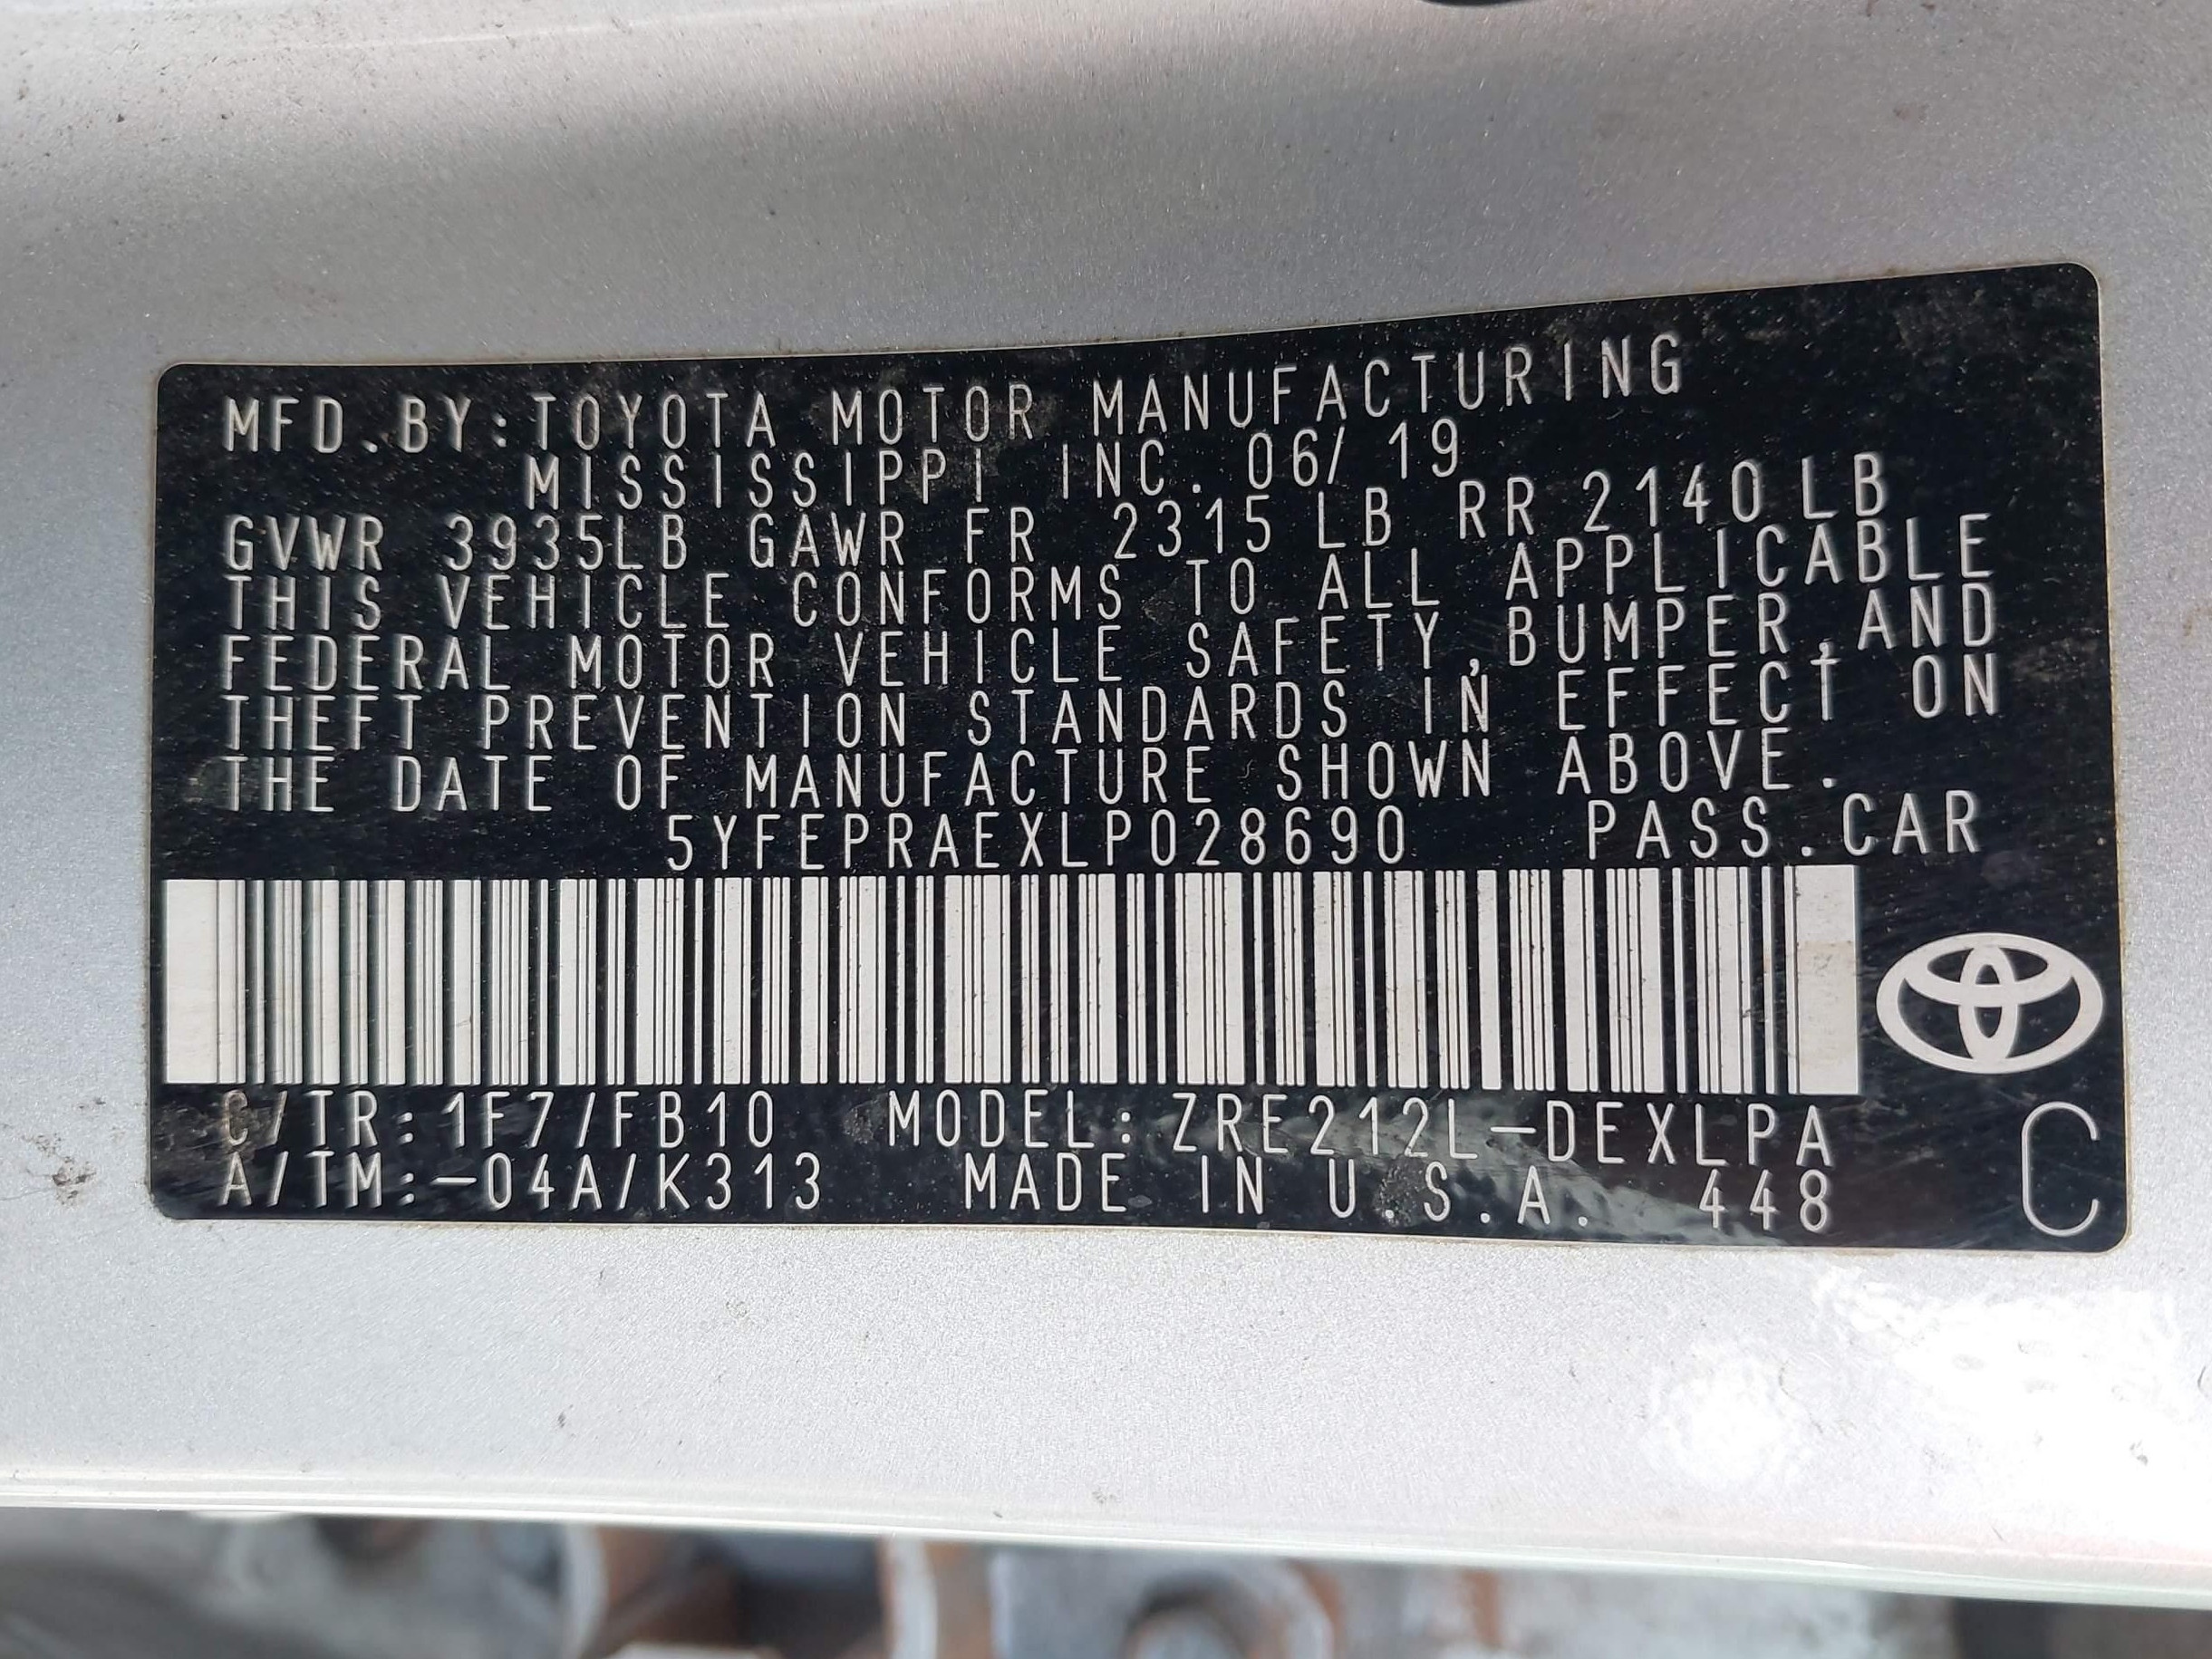 MFD.BY:TOYOTA MOTOR MANUFACTURING
MISSISSIPPI INC. 06/ 19
GVWR 3935LB GAWR FR 2315 LB RR 2140LB
THIS VEHICLE CONFORMS TO ALL APPLICABLE
FEDERAL MOTOR VEHICLE SAFETY,BUMPER,AND
THEFT PREVENTION STANDARDS IN EFFECT ON
THE DATE OF MANUFACTURE SHOWN ABOVE.
5YFEPRAEXLP028690 PASS.CAR
C/TR:1F7/FB10 MODEL:ZRE212L-DEXLPA
A/TM:-04A/K313 MADE IN U.S.A. 448
C